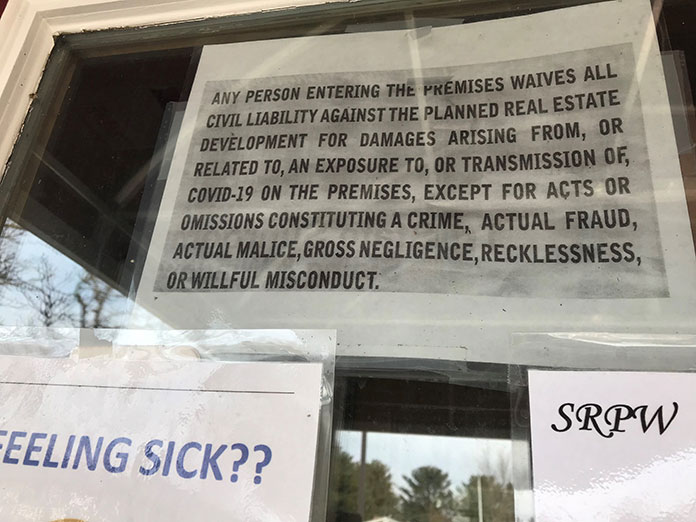 ANY PERSON ENTERING THE PREMISES WAIVES ALL
CIVIL LIABILITY AGAINST THE PLANNED REAL ESTATE
DEVELOPMENT FOR DAMAGES ARISING FROM, OR
RELATED TO, AN EXPOSURE TO, OR TRANSMISSION OF,
COVID-19 ON THE PREMISES, EXCEPT FOR ACTS OR
OMISSIONS CONSTITUTING A CRIME, ACTUAL FRAUD,
ACTUAL MALICE, GROSS NEGLIGENCE, RECKLESSNESS,
OR WILLFUL MISCONDUCT.
FEELING SICK??
SRPW